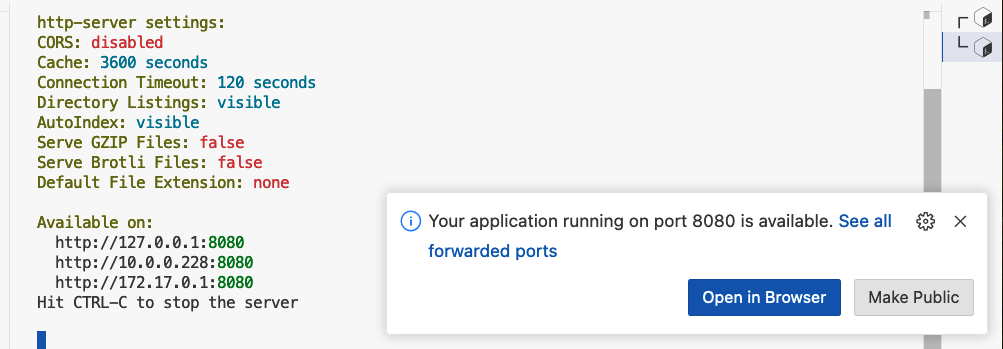 http-server settings:
CORS: disabled
Cache: 3600 seconds
Connection Timeout: 120 seconds
Directory Listings: visible
AutoIndex: visible
Serve GZIP Files: false
Serve Brotli Files: false
Default File Extension: none
Available on:
http://127.0.0.1:8080
http://10.0.0.228:8080
http://172.17.0.1:8080
Hit CTRL-C to stop the server
Your application running on port 8080 is available. See all
forwarded ports
Open in Browser
Make Public